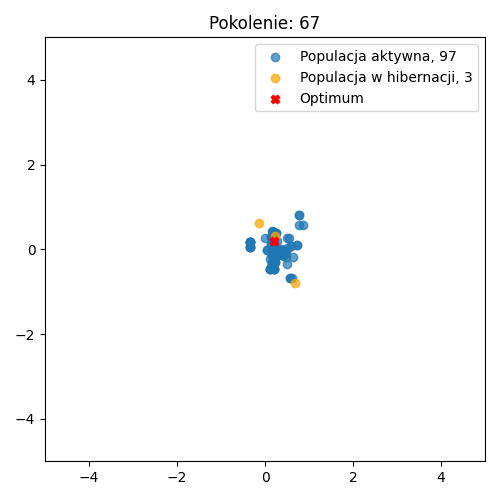 Pokolenie: 67
Populacja aktywna, 97
Populacja w hibernacji, 3
Optimum
4
2
0
−2
−4
−4
−2
0
2
4